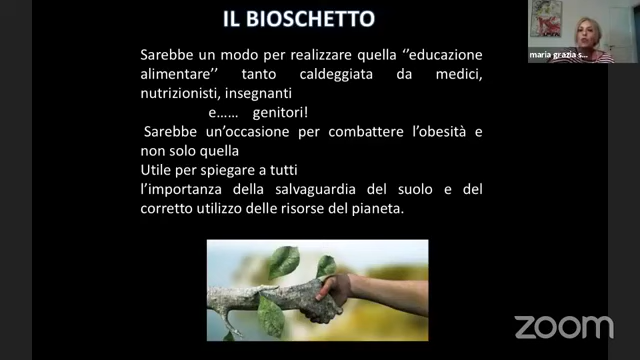 IL BIOSCHETTO
Sarebbe un modo per realizzare quella ‘’educazione
alimentare’’ tanto caldeggiata da medici,
nutrizionisti, insegnanti
e…… genitori!
Sarebbe un’occasione per combattere l’obesità e
non solo quella
Utile per spiegare a tutti
l’importanza della salvaguardia del suolo e del
corretto utilizzo delle risorse del pianeta.
maria grazia s...
zoom